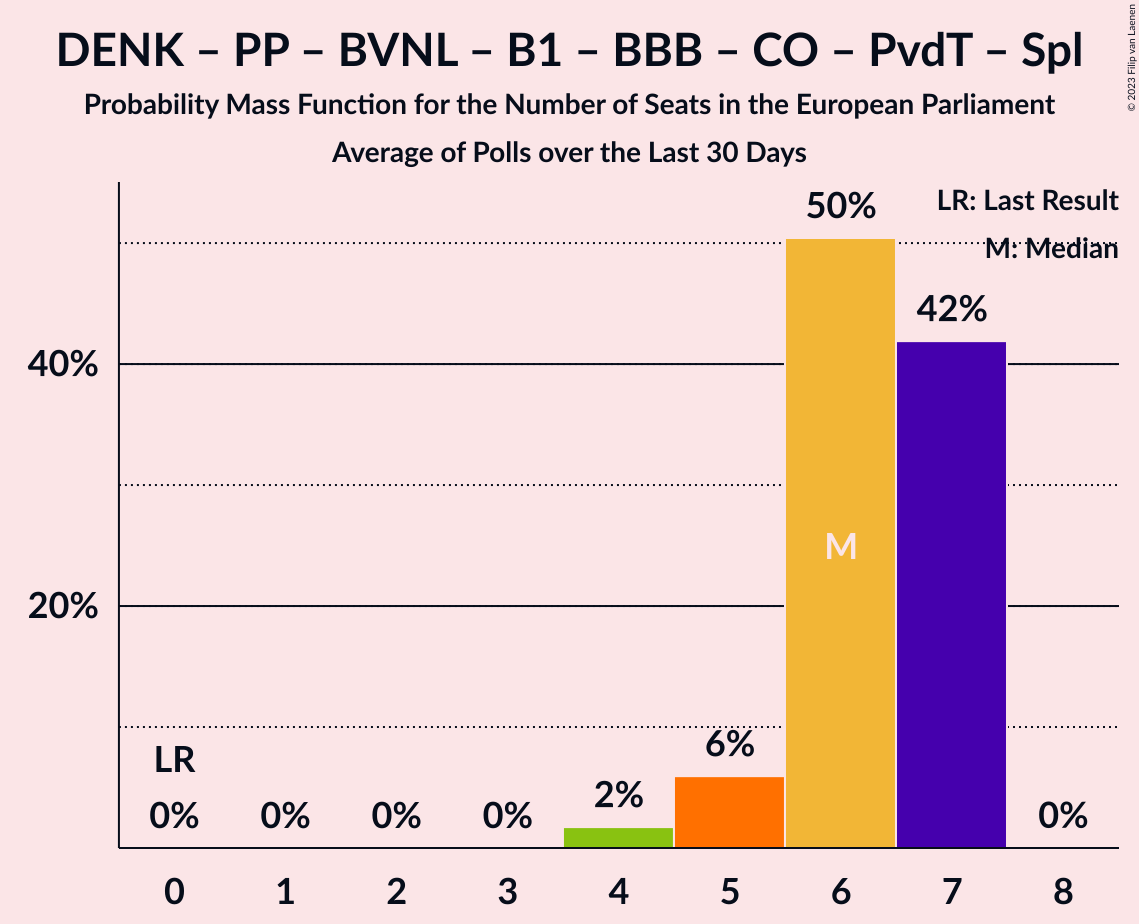 DENK – PP – BVNL – B1 – BBB – CO – PvdT – Spl
Probability Mass Function for the Number of Seats in the European Parliament
Average of Polls over the Last 30 Days
© 2023 Filip van Laenen
LR: Last Result
M: Median
50%
42%
40%
M
20%
6%
LR
2%
0%
0%
0%
0%
0%
0 1 2 3 4 5 6 7 8